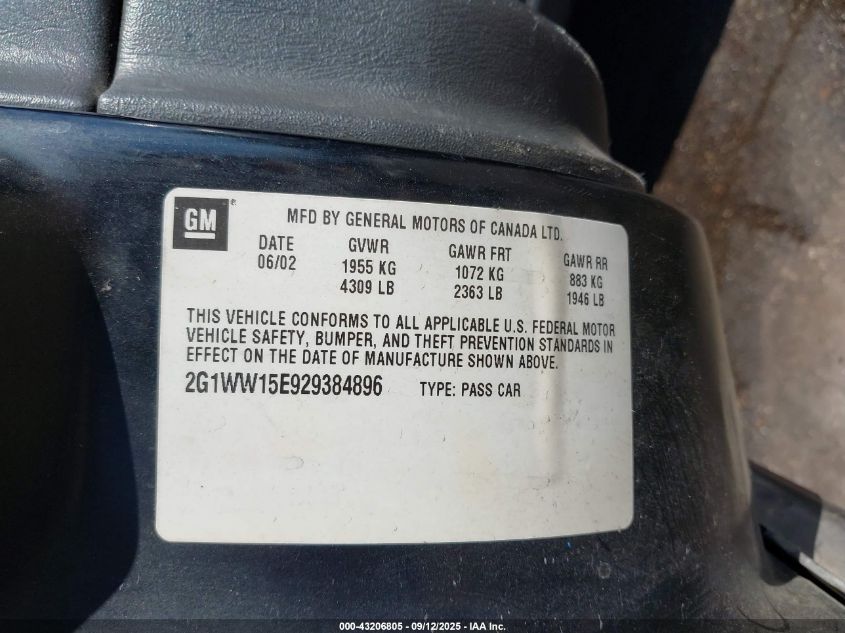 GM
MFD BY GENERAL MOTORS OF CANADA LTD.
DATE GVWR GAWR FRT GAWR RR
06/02 1955 KG 1072 KG 883 KG
4309 LB 2363 LB 1946 LB
THIS VEHICLE CONFORMS TO ALL APPLICABLE U.S. FEDERAL MOTOR
VEHICLE SAFETY, BUMPER, AND THEFT PREVENTION STANDARDS IN
EFFECT ON THE DATE OF MANUFACTURE SHOWN ABOVE.
2G1WW15E929384896 TYPE: PASS CAR
000-43206805 - 09/12/2025 - IAA Inc.